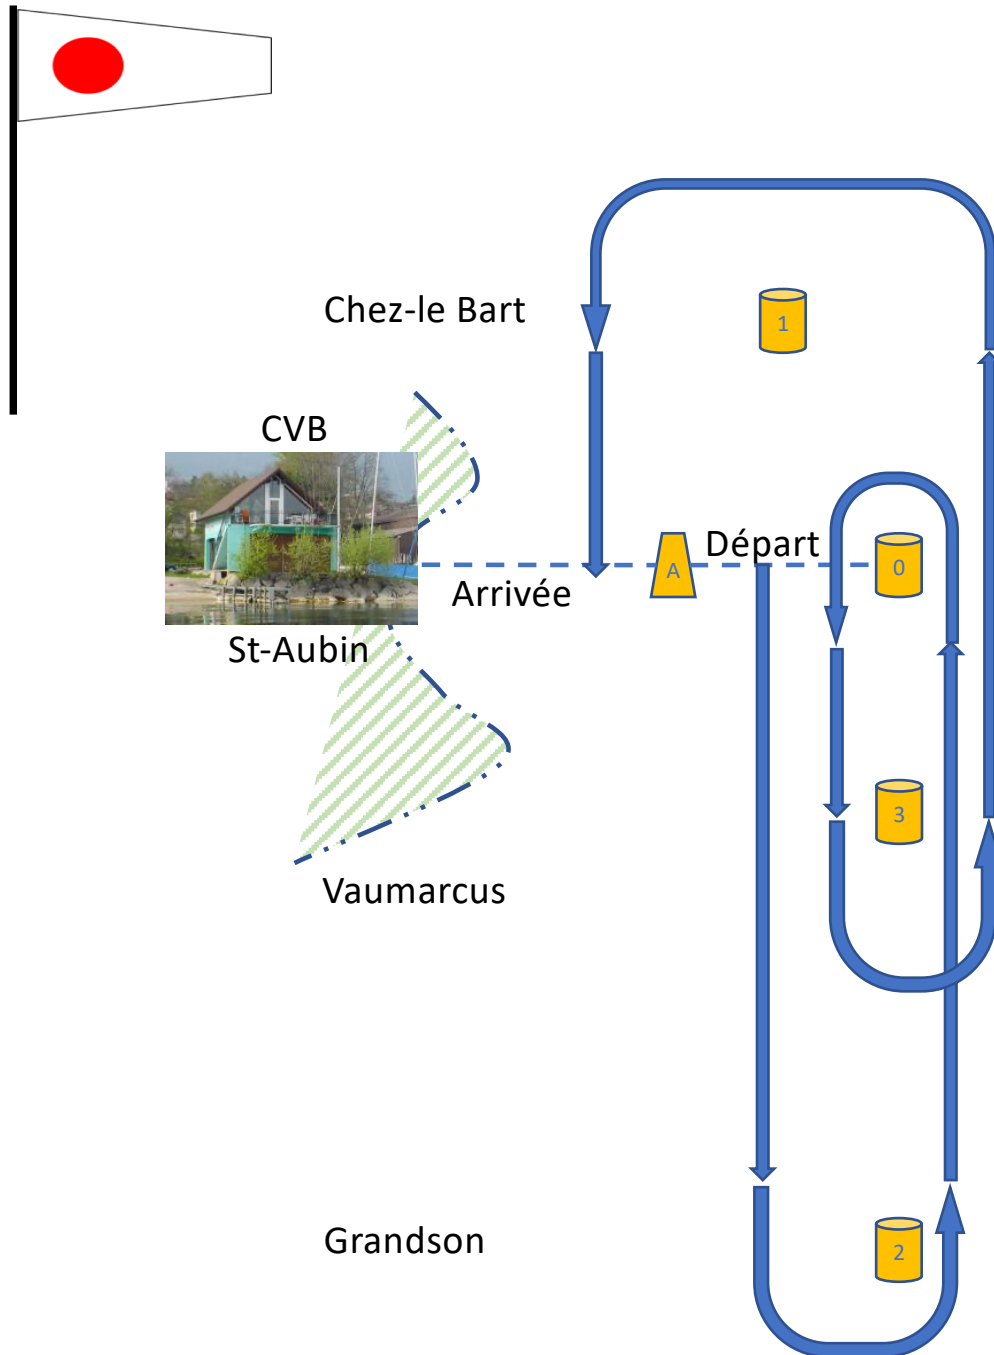 Chez-le Bart
1
CVB
Départ
A
0
Arrivée
St-Aubin
3
Vaumarcus
Grandson
2